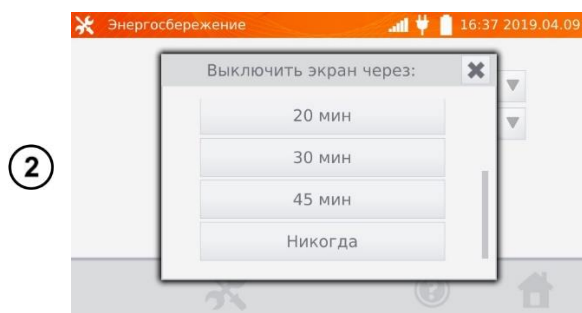 Энергосбережение 16:37 2019.04.09
Выключить экран через:
20 мин
30 мин
2
45 мин
Никогда